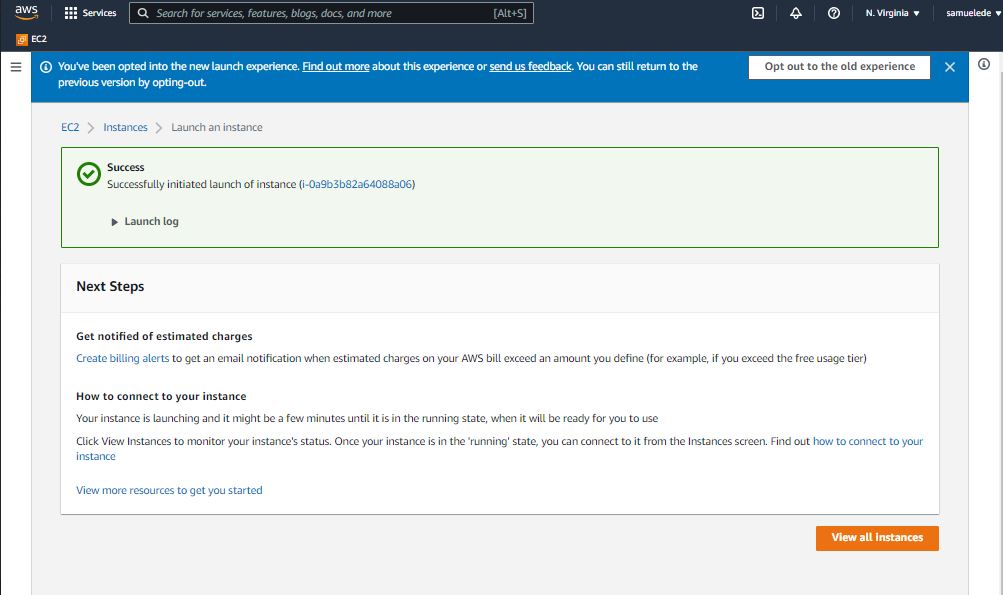 aws
Services
Search for services, features, blogs, docs, and more
[Alt+S]
N. Virginia
samuelede
EC2
You've been opted into the new launch experience. Find out more about this experience or send us feedback. You can still return to the
previous version by opting-out.
Opt out to the old experience
EC2
Instances
Launch an instance
Success
Successfully initiated launch of instance (i-0a9b3b82a64088a06)
Launch log
Next Steps
Get notified of estimated charges
Create billing alerts to get an email notification when estimated charges on your AWS bill exceed an amount you define (for example, if you exceed the free usage tier)
How to connect to your instance
Your instance is launching and it might be a few minutes until it is in the running state, when it will be ready for you to use
Click View Instances to monitor your instance's status. Once your instance is in the 'running' state, you can connect to it from the Instances screen. Find out how to connect to your
instance
View more resources to get you started
View all instances